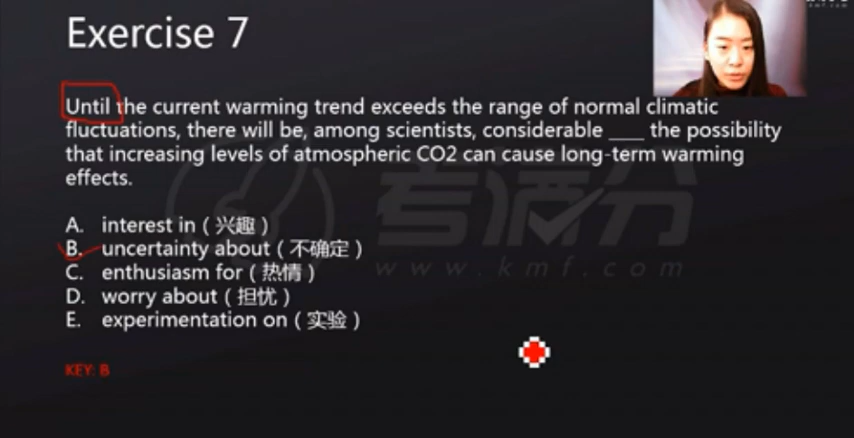 Exercise 7
Until the current warming trend exceeds the range of normal climatic
fluctuations, there will be, among scientists, considerable ____ the possibility
that increasing levels of atmospheric CO2 can cause long-term warming
effects.
考满分
www.kmf.com
A. interest in ( 兴趣 )
B. uncertainty about ( 不确定 )
C. enthusiasm for ( 热情 )
D. worry about ( 担忧 )
E. experimentation on ( 实验 )
KEY: B